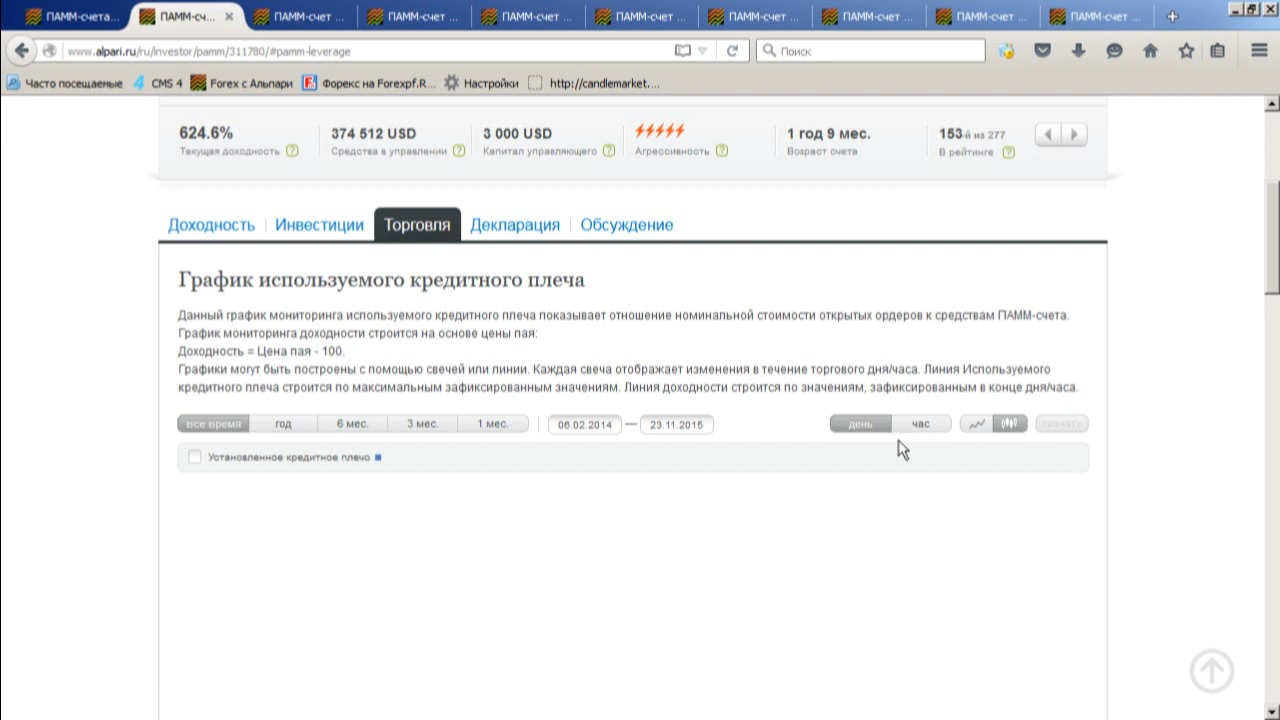 ПАММ-счета... ПАММ-сч... ПАММ-счет ... ПАММ-счет ... ПАММ-счет ... ПАММ-счет ... ПАММ-счет ... ПАММ-счет ... ПАММ-счет ... ПАММ-счет ...
www.alpari.ru/ru/investor/pamm/311780/#pamm-leverage Поиск
Часто посещаемые CMS 4 Forex с Альпари Форекс на Forexpf.R... Настройки http://candlemarket....
624.6% 374 512 USD 3 000 USD 1 год 9 мес. 153-й из 277
Текущая доходность ? Средства в управлении ? Капитал управляющего ? Агрессивность ? Возраст счета В рейтинге ?
Доходность Инвестиции Торговля Декларация Обсуждение
График используемого кредитного плеча
Данный график мониторинга используемого кредитного плеча показывает отношение номинальной стоимости открытых ордеров к средствам ПАММ-счета.
График мониторинга доходности строится на основе цены пая:
Доходность = Цена пая - 100.
Графики могут быть построены с помощью свечей или линии. Каждая свеча отображает изменения в течение торгового дня/часа. Линия Используемого
кредитного плеча строится по максимальным зафиксированным значениям. Линия доходности строится по значениям, зафиксированным в конце дня/часа.
все время год 6 мес. 3 мес. 1 мес. 06.02.2014 — 23.11.2015 день час скачать
Установленное кредитное плечо